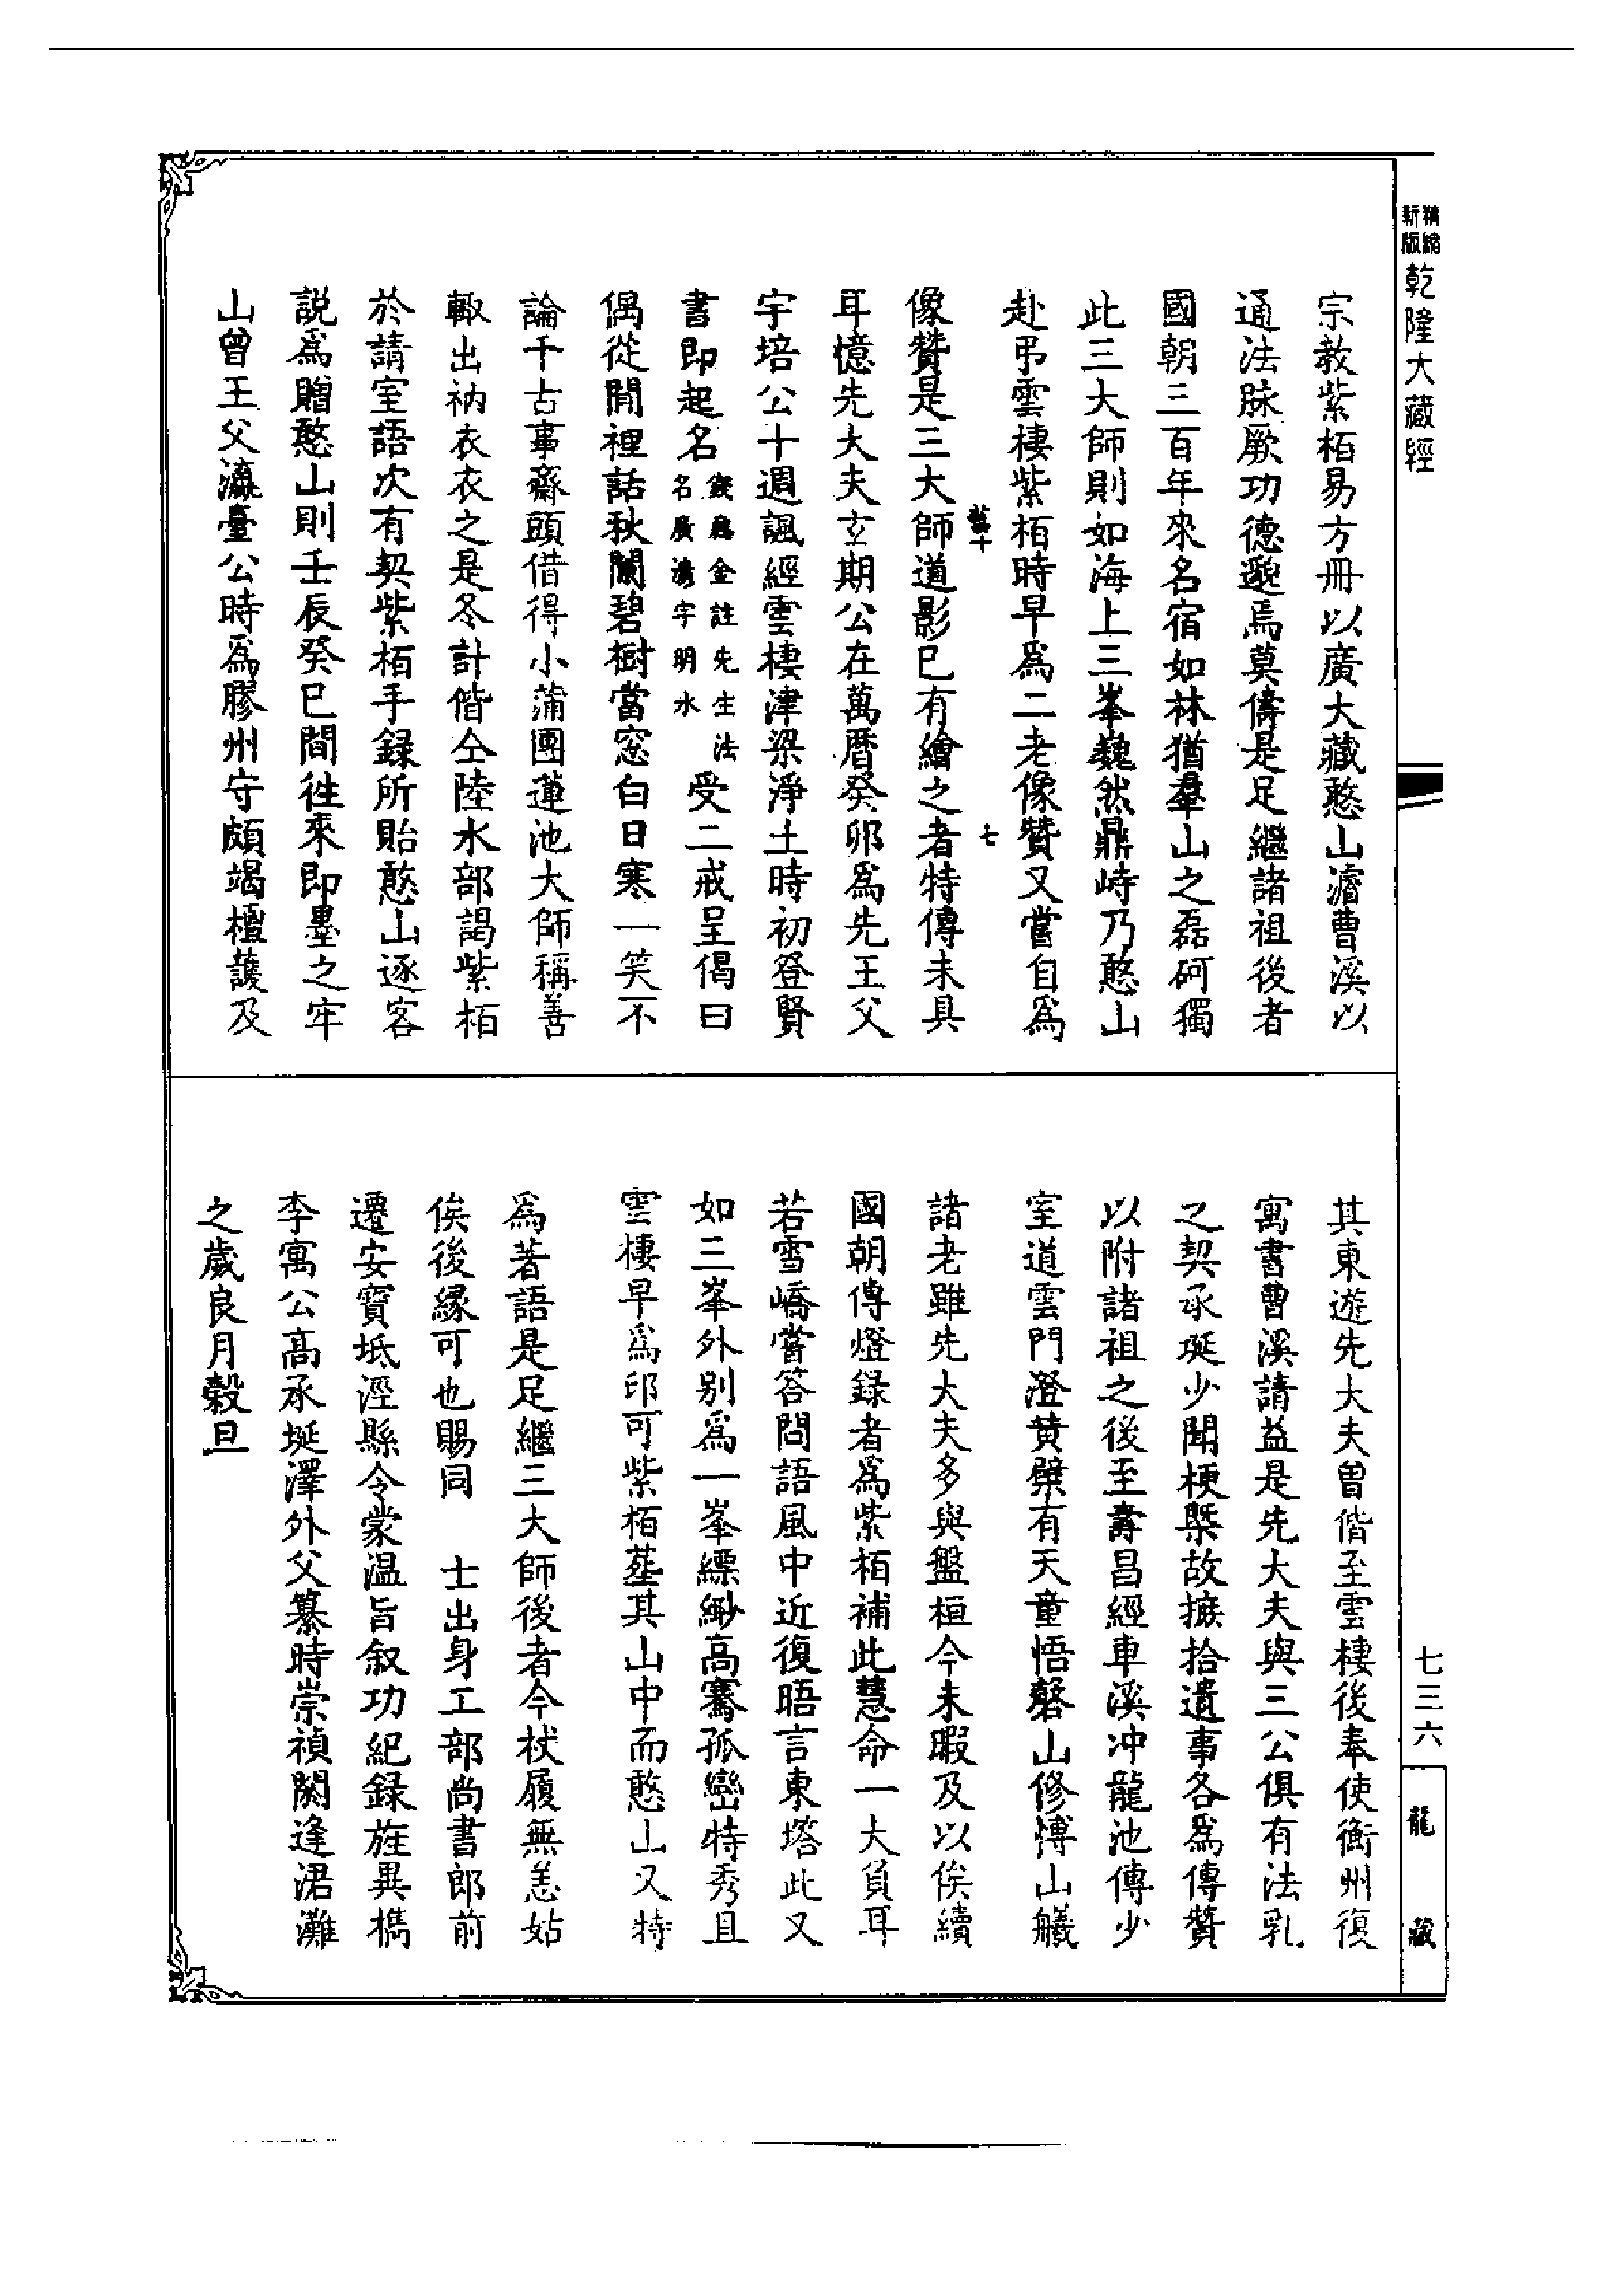 精縮新版
乾隆大藏經
宗教紫栢易方冊以廣大藏憨山濬曹溪以
通法脉厥功德邈焉莫儔是足繼諸祖後者
國朝三百年來名宿如林猶羣山之磊砢獨
此三大師則如海上三峯巍然鼎峙乃憨山
赴弔雲棲紫栢時早爲二老像贊又嘗自爲
十
七
像贊是三大師道影已有繪之者特傳未具
耳憶先大夫玄期公在萬曆癸卯爲先王父
宇培公十週諷經雲棲津梁淨土時初登賢
書即起名
金註先生法
名廣字明水
受二戒呈偈曰
偶從閒裡話秋闌碧樹當窓白日寒一笑不
論千古事齋頭借得小蒲團蓮池大師稱善
輙出衲衣衣之是冬計偕仝陸水部謁紫栢
於請室語次有契紫栢手録所貽憨山逐客
説爲贈憨山則壬辰癸巳間徃來即墨之牢
山曾王父瀛臺公時爲膠州守頗竭檀護及
其東遊先大夫曾偕至雲棲後奉使衡州復
寓書曹溪請益是先大夫與三公俱有法乳
之契承埏少聞梗槩故摭拾遺事各爲傳贊
以附諸祖之後至壽昌經車溪冲龍池傳少
室道雲門澄黄檗有天童悟磬山修博山艤
諸老雖先大夫多與盤桓今未暇及以俟續
國朝傳燈録者爲紫栢補此慧命一大負耳
若雪嶠嘗答問語風中近復晤言東塔此又
如三峯外别爲一峯縹緲高騫孤巒特秀且
雲棲早爲印可紫栢塟其山中而憨山又特
爲著語是足繼三大師後者今杖履無恙姑
俟後縁可也賜同　士出身工部尚書郎前
遷安寶坻涇縣令蒙温旨叙功紀録旌異檇
李寓公高承埏澤外父纂時崇禎閼逢涒灘
之歲良月穀旦
七三六
龍藏